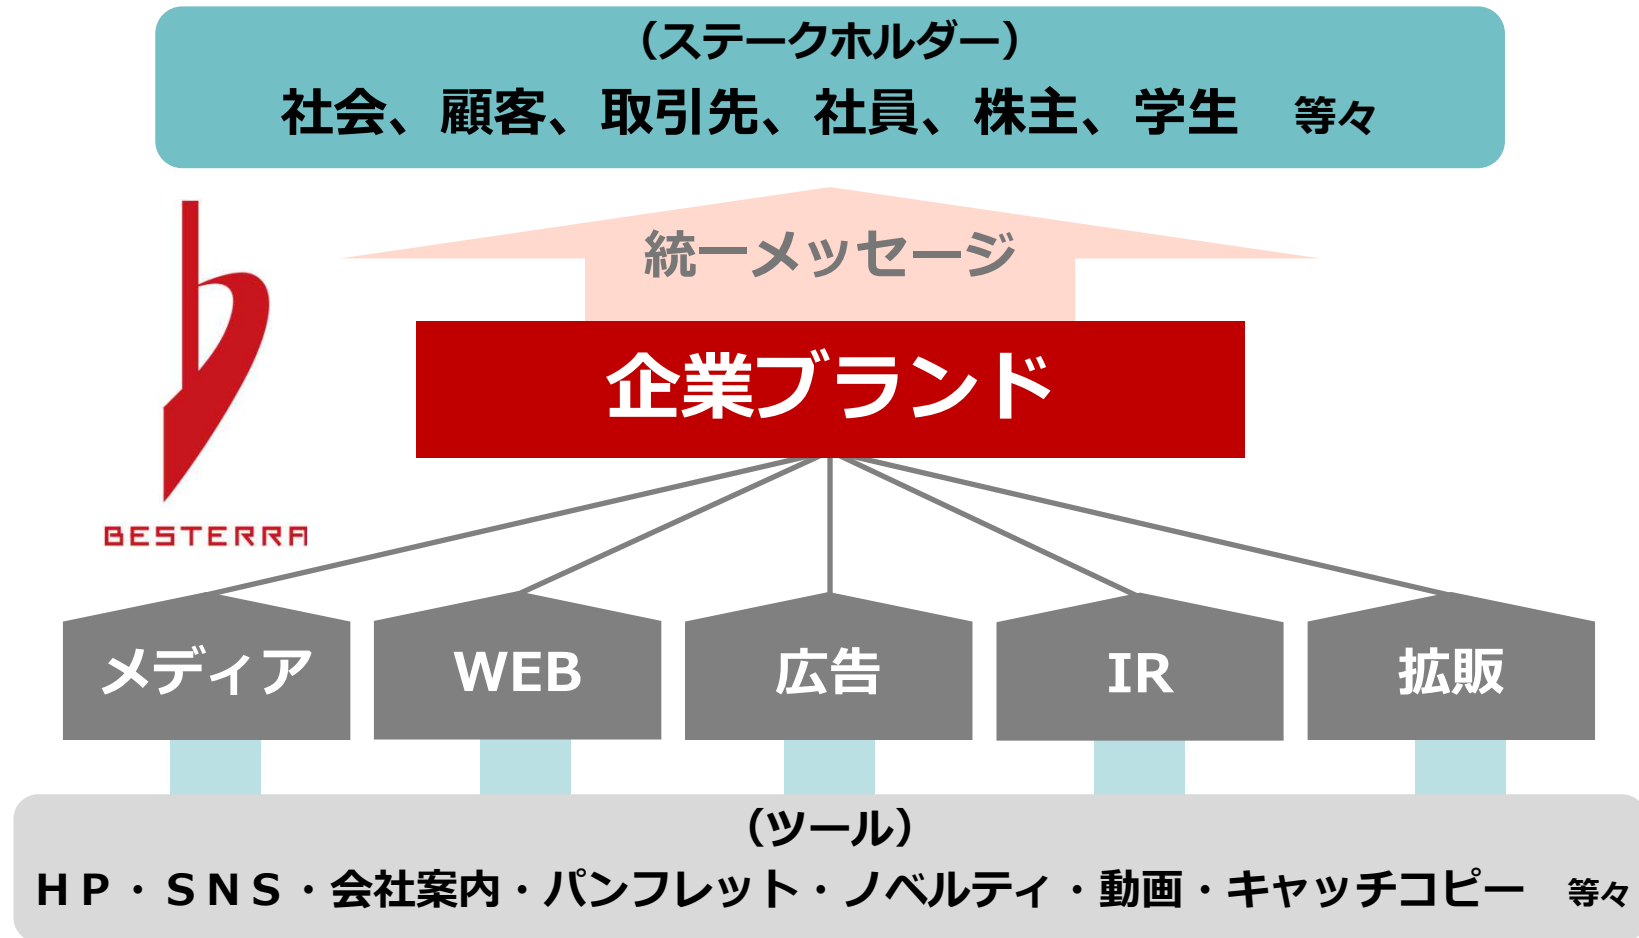 （ステークホルダー）
社会、顧客、取引先、社員、株主、学生　等々
統一メッセージ
企業ブランド
BESTERRA
メディア
WEB
広告
IR
拡販
（ツール）
ＨＰ・ＳＮＳ・会社案内・パンフレット・ノベルティ・動画・キャッチコピー　等々